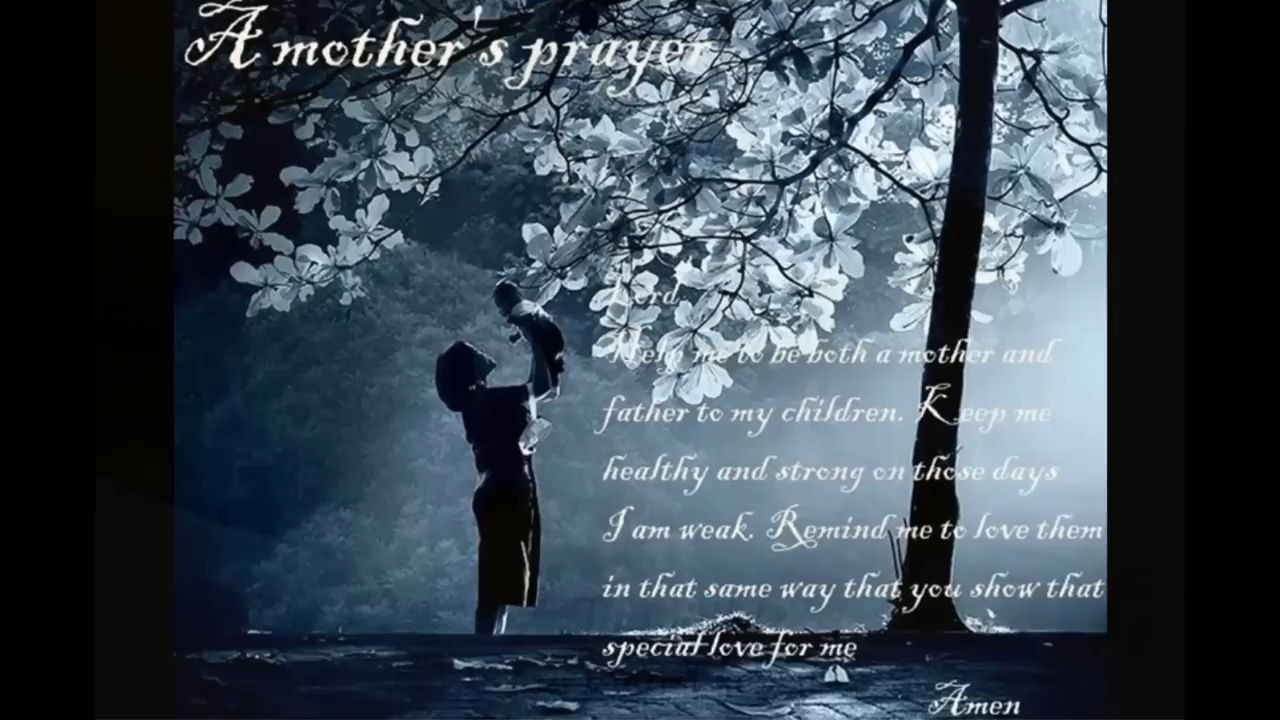 A mother's prayer
Lord,
Help me to be both a mother and
father to my children. Keep me
healthy and strong on those days
I am weak. Remind me to love them
in that same way that you show that
special love for me
Amen